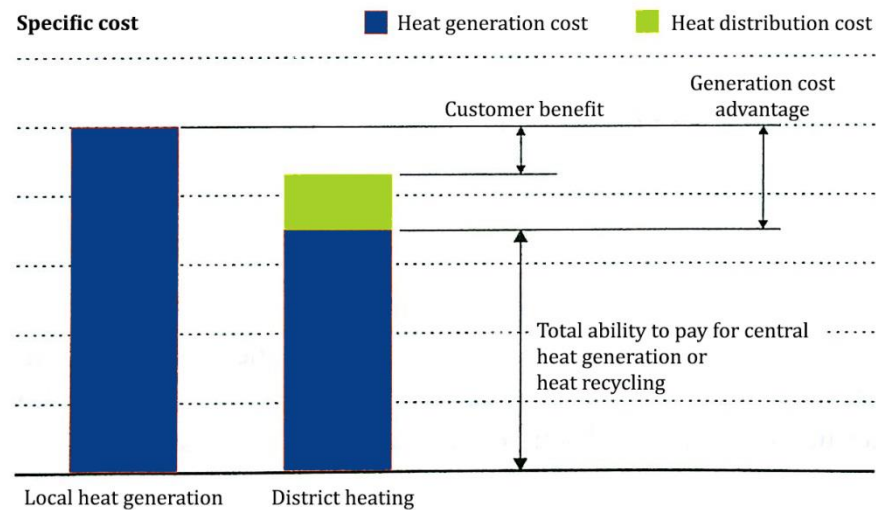 Specific cost
Heat generation cost
Heat distribution cost
Customer benefit
Generation cost
advantage
Total ability to pay for central
heat generation or
heat recycling
Local heat generation
District heating